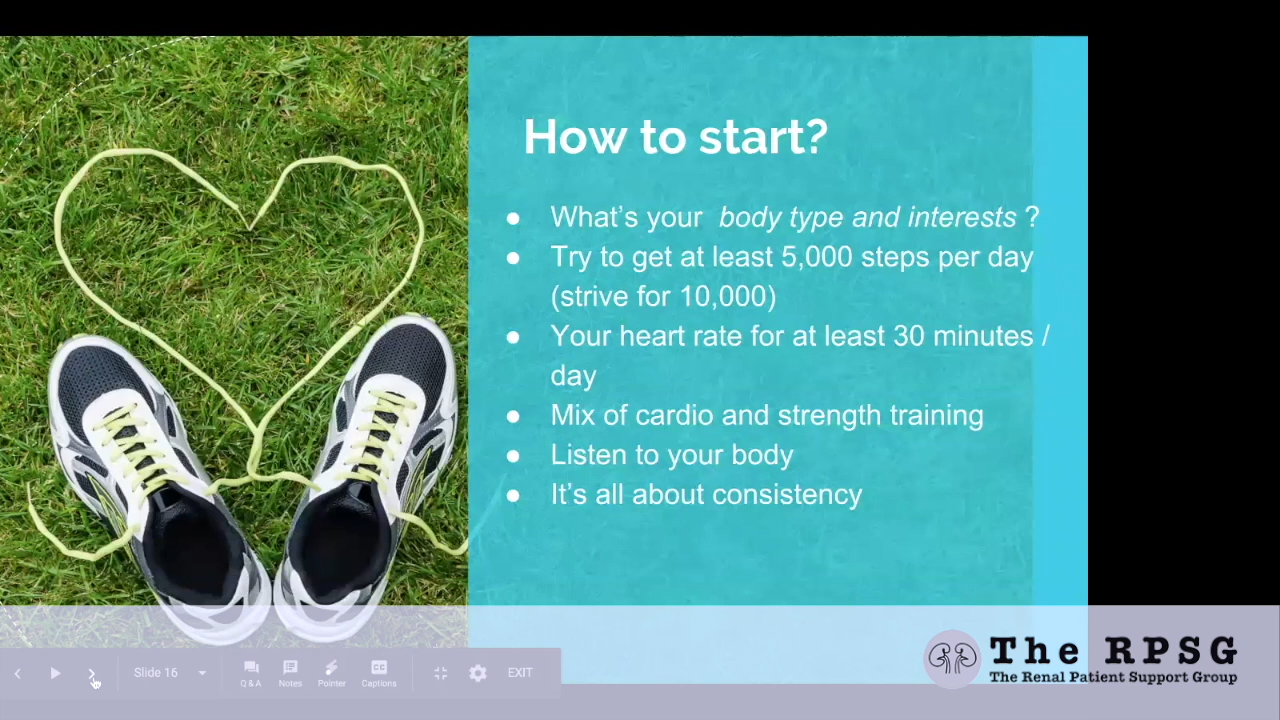 How to start?
● What's your body type and interests ?
● Try to get at least 5,000 steps per day
(strive for 10,000)
● Your heart rate for at least 30 minutes /
day
● Mix of cardio and strength training
● Listen to your body
● It's all about consistency
Slide 16
Q & A
Notes
Pointer
CC
Captions
EXIT
The RPSG
The Renal Patient Support Group